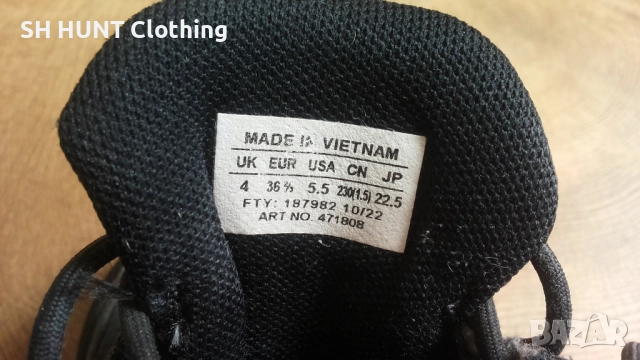 SH HUNT Clothing
MADE IN VIETNAM
UK EUR USA CN JP
4 36 ⅔ 5.5 230(1.5) 22.5
FTY: 187982 10/22
ART NO. 471808
BAZAR